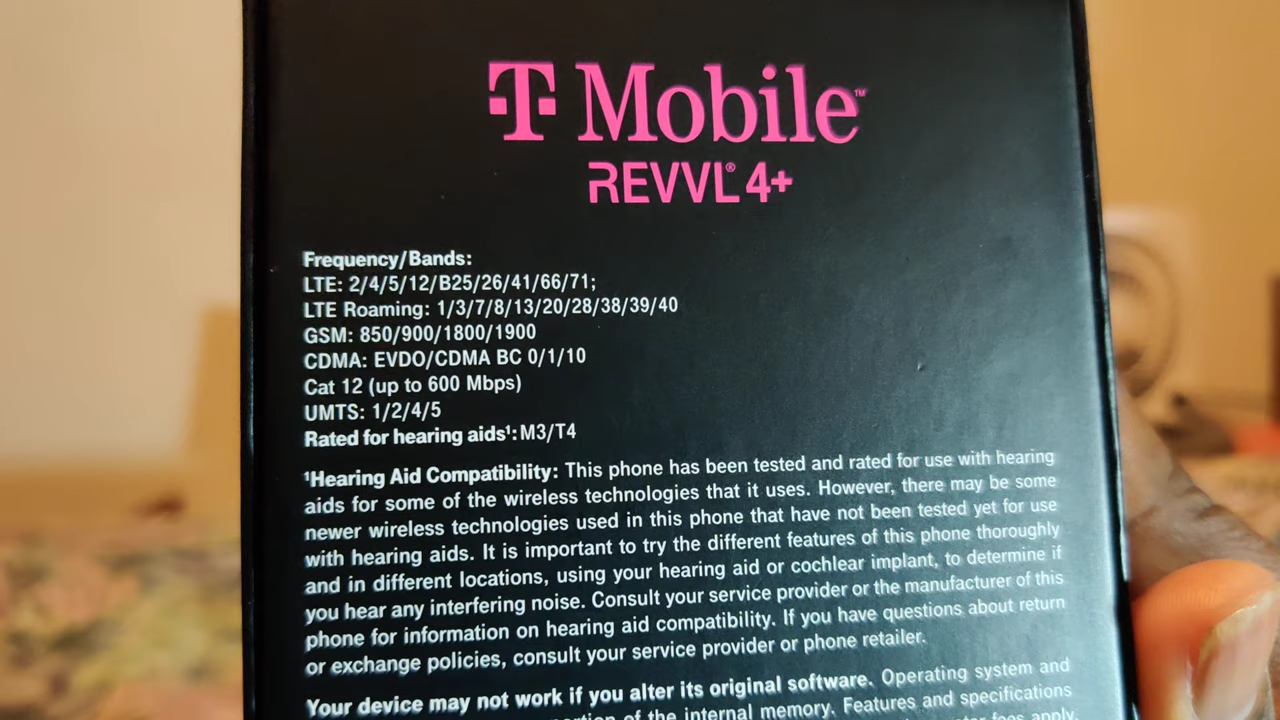 T Mobile™
REVVL® 4+
Frequency/Bands:
LTE: 2/4/5/12/B25/26/41/66/71;
LTE Roaming: 1/3/7/8/13/20/28/38/39/40
GSM: 850/900/1800/1900
CDMA: EVDO/CDMA BC 0/1/10
Cat 12 (up to 600 Mbps)
UMTS: 1/2/4/5
Rated for hearing aids¹: M3/T4
¹Hearing Aid Compatibility: This phone has been tested and rated for use with hearing
aids for some of the wireless technologies that it uses. However, there may be some
newer wireless technologies used in this phone that have not been tested yet for use
with hearing aids. It is important to try the different features of this phone thoroughly
and in different locations, using your hearing aid or cochlear implant, to determine if
you hear any interfering noise. Consult your service provider or the manufacturer of this
phone for information on hearing aid compatibility. If you have questions about return
or exchange policies, consult your service provider or phone retailer.
Your device may not work if you alter its original software. Operating system and
of the internal memory. Features and specifications
fees apply.